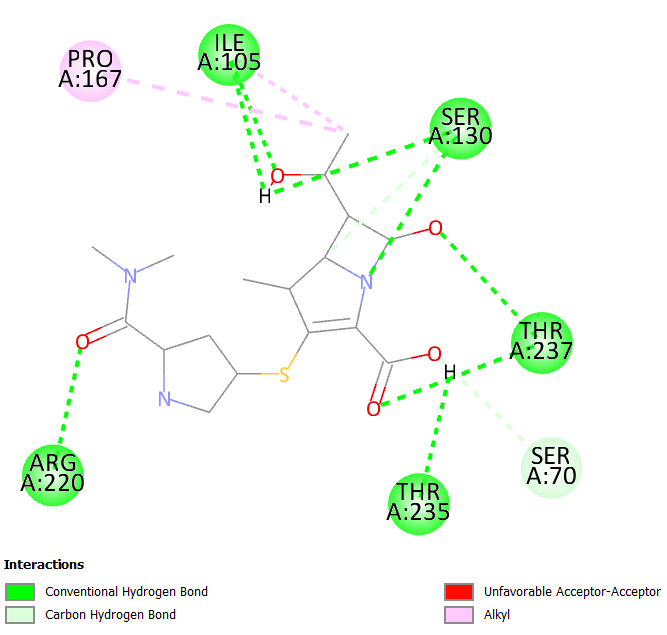 ILE
A:105
PRO
A:167
SER
A:130
O
H
O
N
N
THR
A:237
O
O
H
S
O
N
ARG
A:220
SER
A:70
THR
A:235
Interactions
Conventional Hydrogen Bond
Carbon Hydrogen Bond
Unfavorable Acceptor-Acceptor
Alkyl